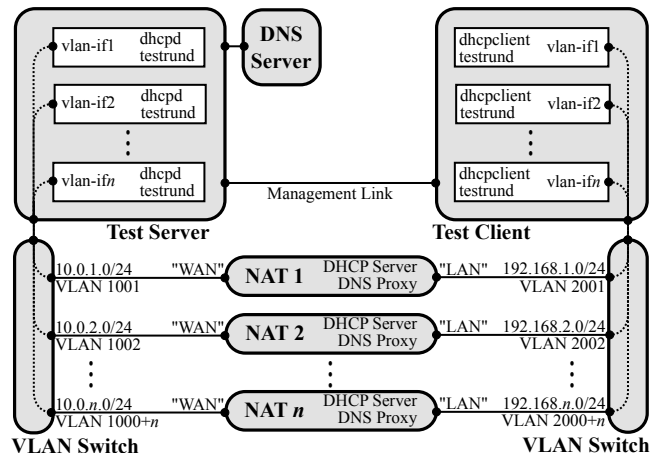 vlan-if1
dhcpd
testrund
DNS
Server
dhcpclient
testrund
vlan-if1
vlan-if2
dhcpd
testrund
dhcpclient
testrund
vlan-if2
vlan-ifn
dhcpd
testrund
Management Link
dhcpclient
testrund
vlan-ifn
Test Server
Test Client
10.0.1.0/24
VLAN 1001
"WAN"
NAT 1
DHCP Server
DNS Proxy
"LAN"
192.168.1.0/24
VLAN 2001
10.0.2.0/24
VLAN 1002
"WAN"
NAT 2
DHCP Server
DNS Proxy
"LAN"
192.168.2.0/24
VLAN 2002
10.0.n.0/24
VLAN 1000+n
"WAN"
NAT n
DHCP Server
DNS Proxy
"LAN"
192.168.n.0/24
VLAN 2000+n
VLAN Switch
VLAN Switch